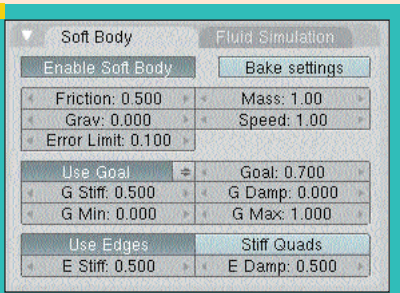 Soft Body Fluid Simulation
Enable Soft Body Bake settings
Friction: 0.500 Mass: 1.00
Grav: 0.000 Speed: 1.00
Error Limit: 0.100
Use Goal Goal: 0.700
G Stiff: 0.500 G Damp: 0.000
G Min: 0.000 G Max: 1.000
Use Edges Stiff Quads
E Stiff: 0.500 E Damp: 0.500